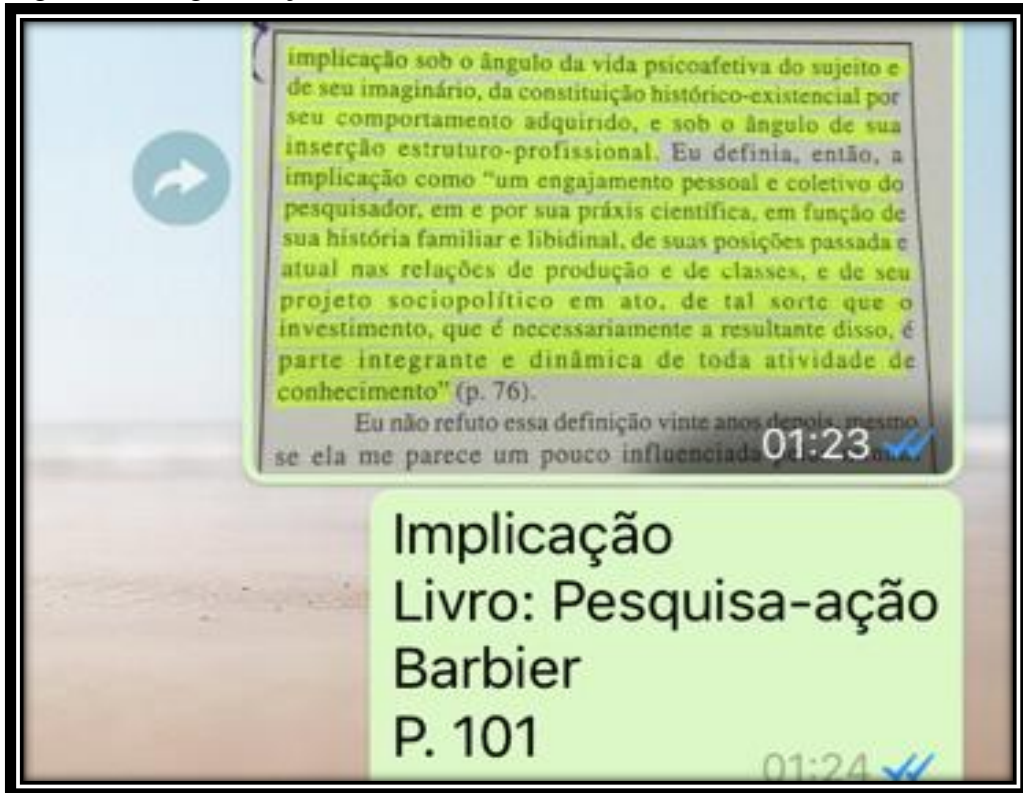 implicação sob o ângulo da vida psicoafetiva do sujeito e
de seu imaginário, da constituição histórico-existencial por
seu comportamento adquirido, e sob o ângulo de sua
inserção estruturo-profissional. Eu definia, então, a
implicação como “um engajamento pessoal e coletivo do
pesquisador, em e por sua práxis científica, em função de
sua história familiar e libidinal, de suas posições passada e
atual nas relações de produção e de classes, e de seu
projeto sociopolítico em ato, de tal sorte que o
investimento, que é necessariamente a resultante disso, é
parte integrante e dinâmica de toda atividade de
conhecimento” (p. 76).
Eu não refuto essa definição vinte anos depois, mesmo
se ela me parece um pouco influenciada
01:23
Implicação
Livro: Pesquisa-ação
Barbier
P. 101
01:24